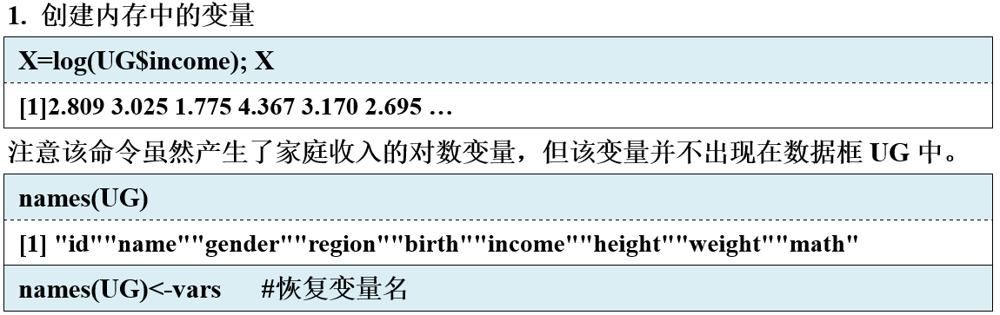 1. 创建内存中的变量
X=log(UG$income); X
[1]2.809 3.025 1.775 4.367 3.170 2.695 …
注意该命令虽然产生了家庭收入的对数变量，但该变量并不出现在数据框 UG 中。
names(UG)
[1] "id""name""gender""region""birth""income""height""weight""math"
names(UG)<-vars #恢复变量名